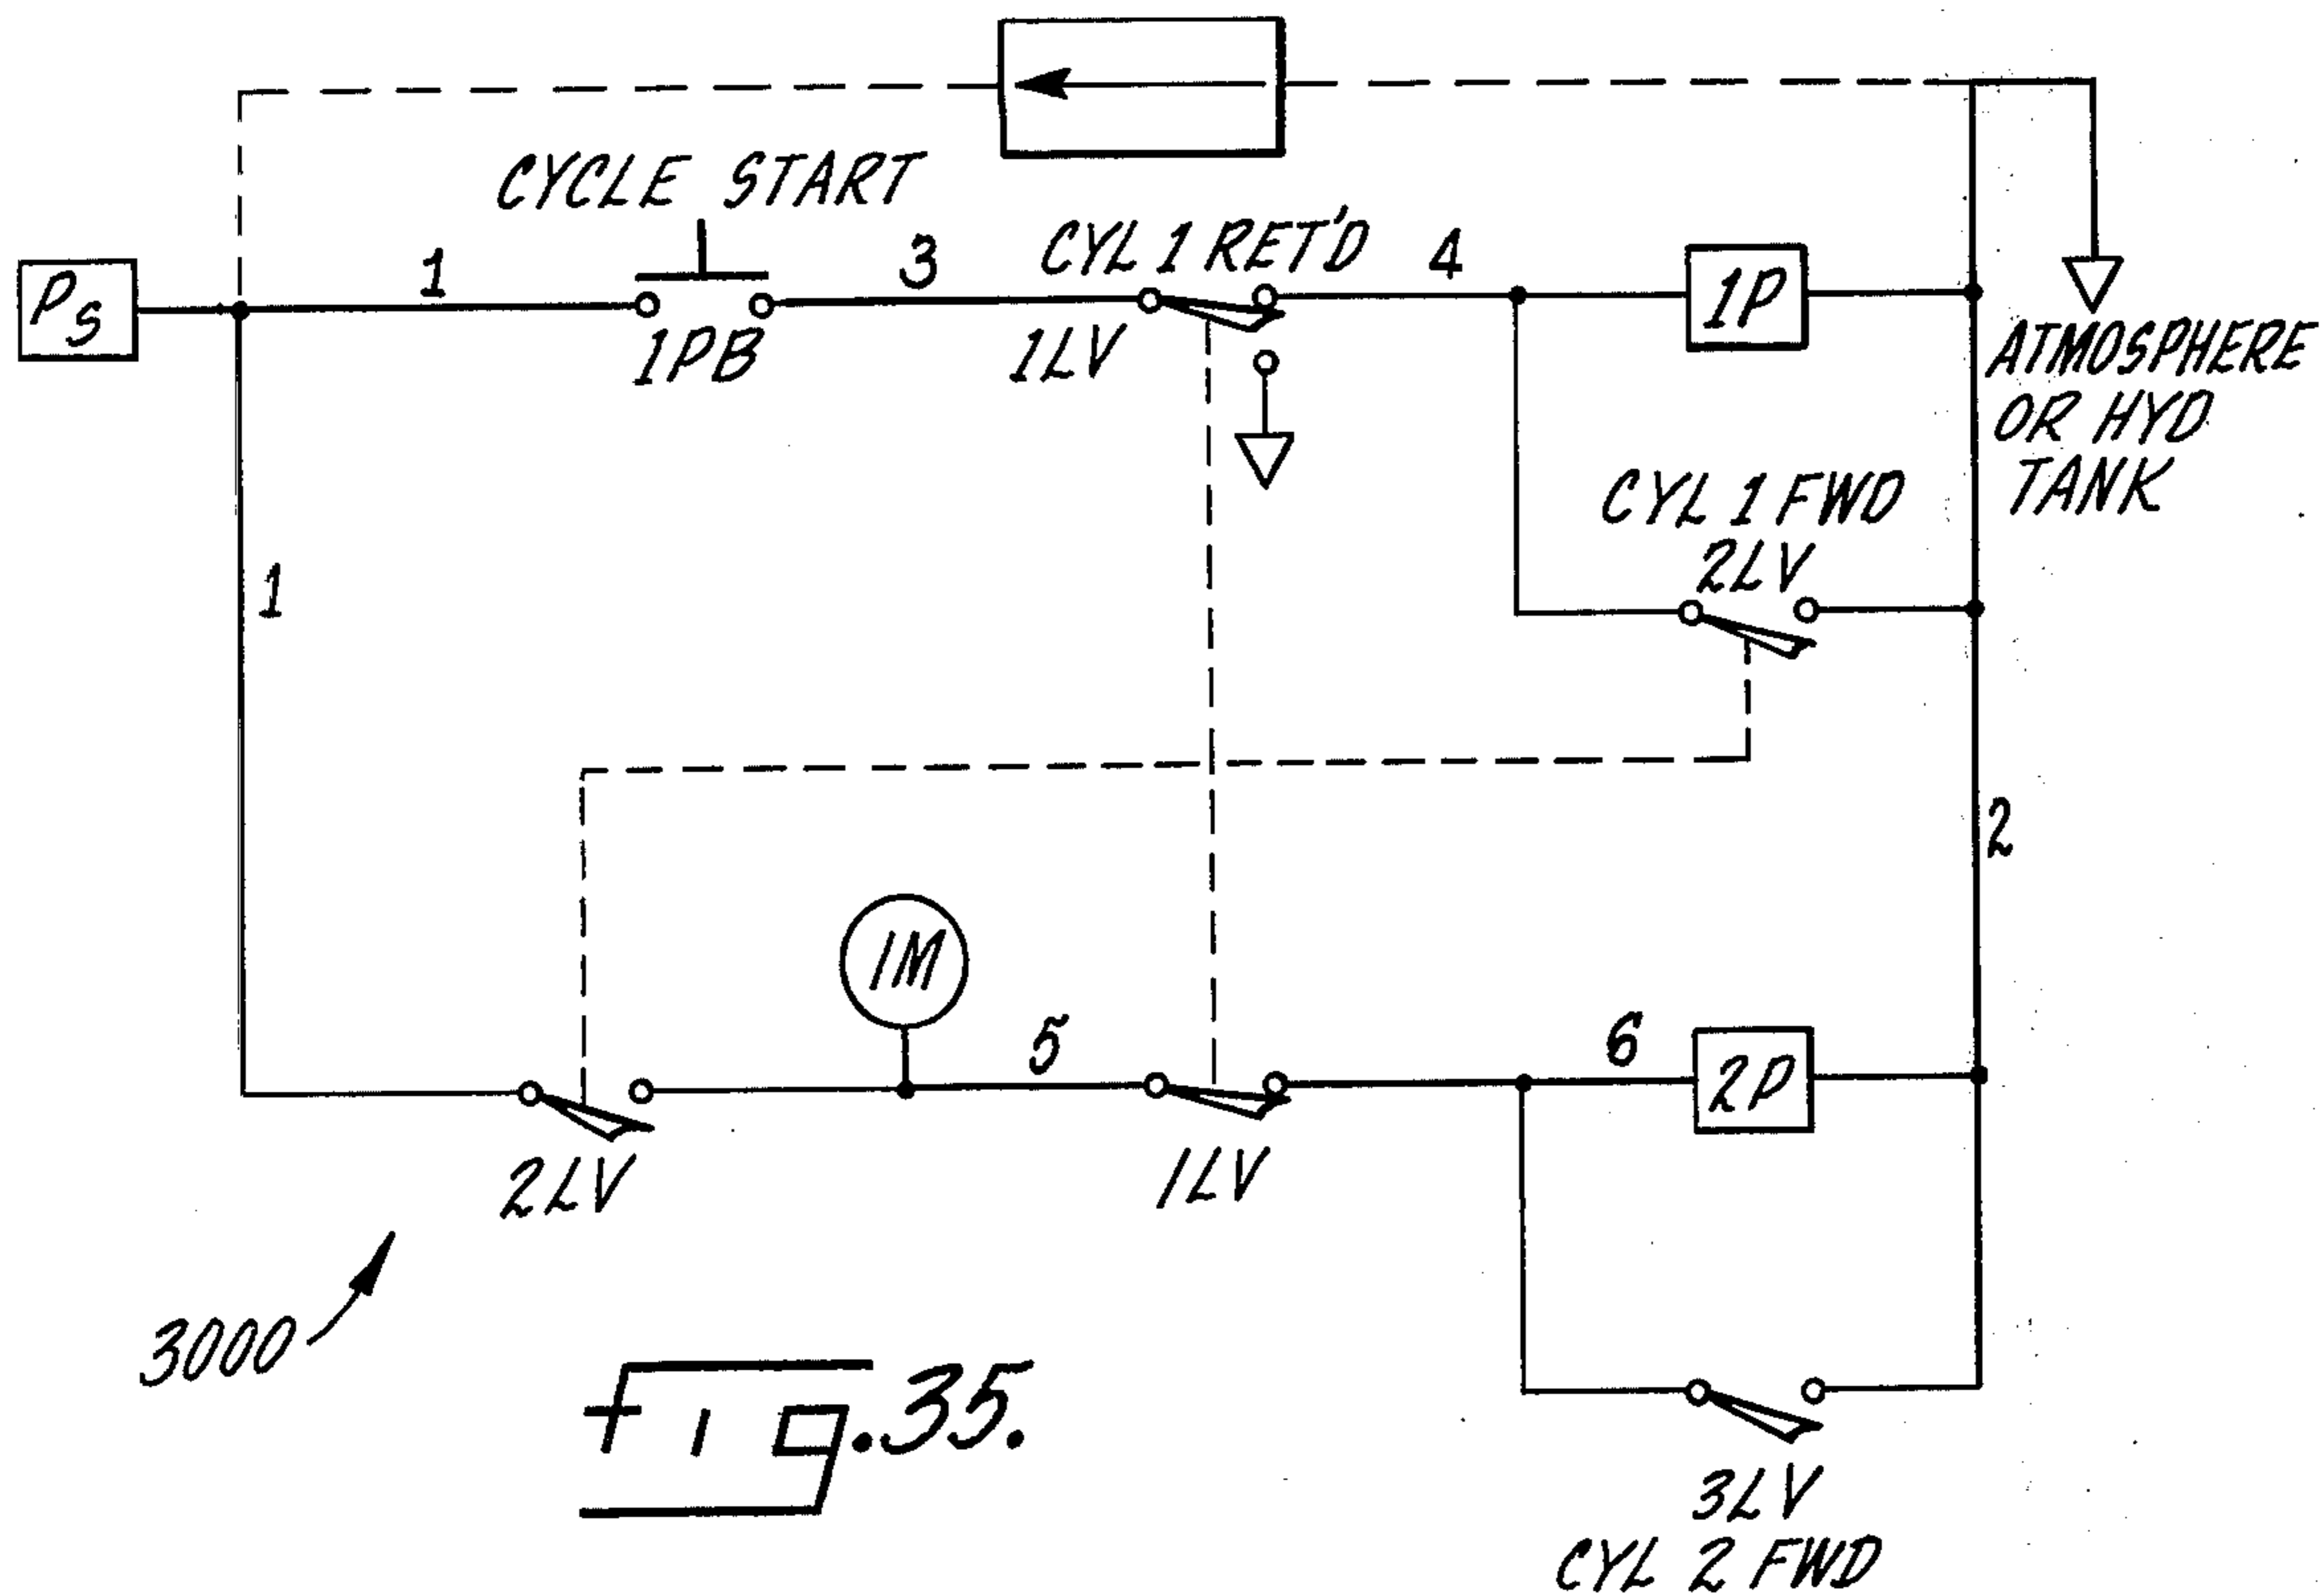 CYCLE START
PS
1
1PB
3
CYL 1 RET'D
1LV
4
1P
ATMOSPHERE
OR HYD
TANK
CYL 1 FWD
2LV
1
2
1M
5
6
2P
2LV
1LV
3000
Fig. 35.
3LV
CYL 2 FWD